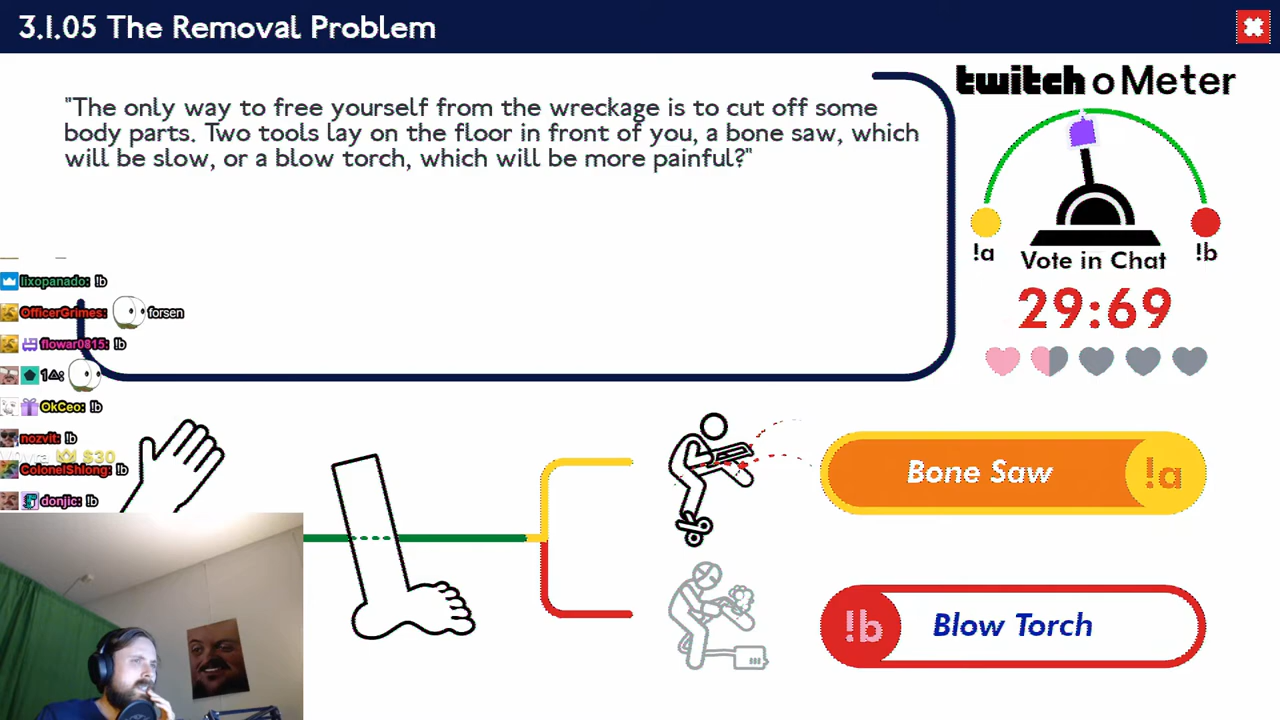 3.1.05 The Removal Problem
"The only way to free yourself from the wreckage is to cut off some
body parts. Two tools lay on the floor in front of you, a bone saw, which
will be slow, or a blow torch, which will be more painful?"
twitch o Meter
!a
!b
Vote in Chat
29:69
lixopanado: !b
OfficerGrimes: forsen
flowar0815: !b
1△:
OkCeo: !b
nozvit: !b
$30
ColonelShlong: !b
donjic: !b
Bone Saw
!a
!b
Blow Torch